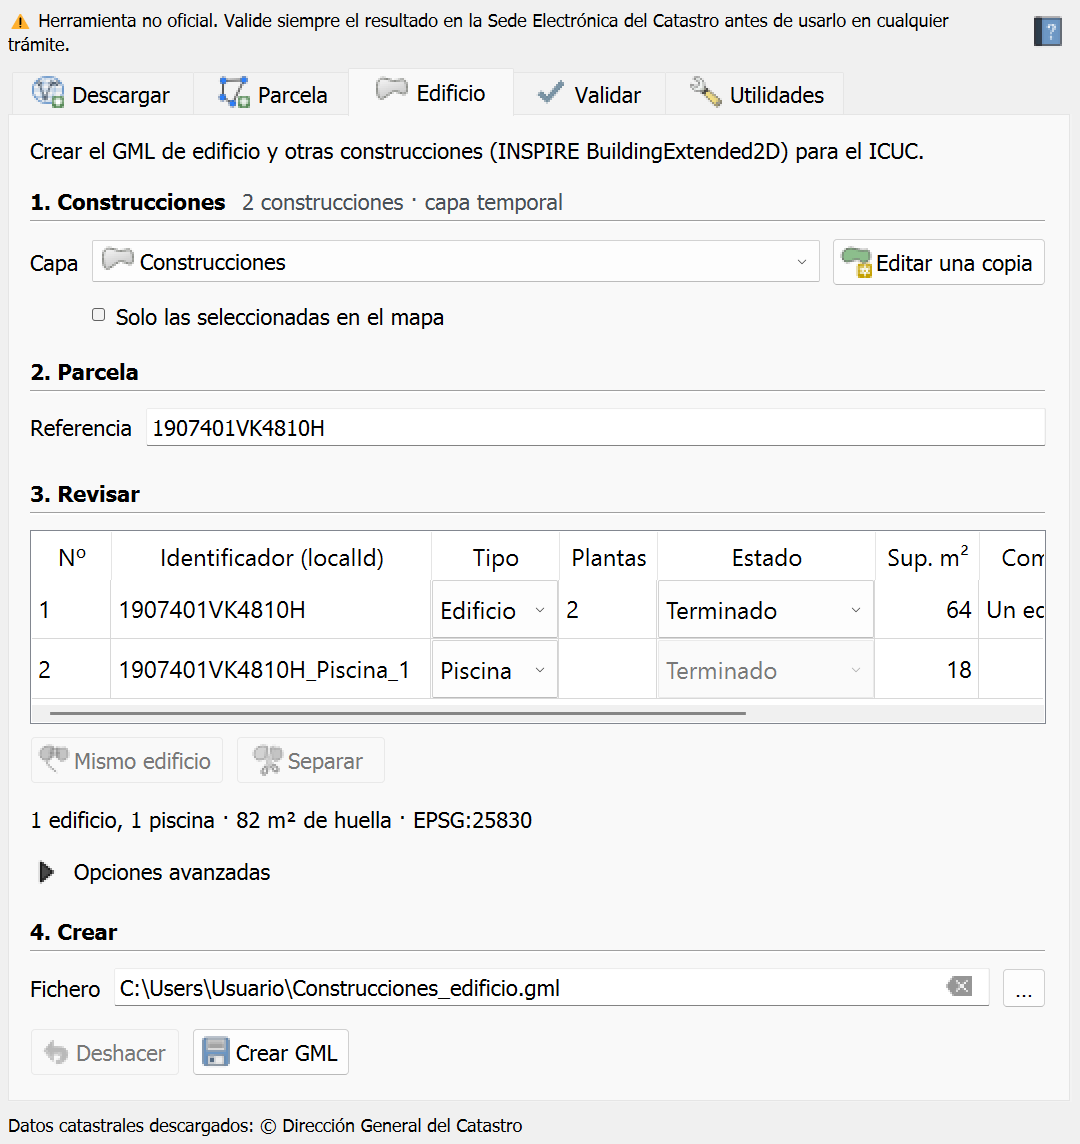 ⚠ Herramienta no oficial. Valide siempre el resultado en la Sede Electrónica del Catastro antes de usarlo en cualquier
trámite.
?
Descargar Parcela Edificio Validar Utilidades
Crear el GML de edificio y otras construcciones (INSPIRE BuildingExtended2D) para el ICUC.
1. Construcciones 2 construcciones · capa temporal
Capa Construcciones Editar una copia
Solo las seleccionadas en el mapa
2. Parcela
Referencia 1907401VK4810H
3. Revisar
Nº Identificador (localId) Tipo Plantas Estado Sup. m²
1 1907401VK4810H Edificio 2 Terminado 64 Un
2 1907401VK4810H_Piscina_1 Piscina Terminado 18
Mismo edificio Separar
1 edificio, 1 piscina · 82 m² de huella · EPSG:25830
Opciones avanzadas
4. Crear
Fichero C:\Users\Usuario\Construcciones_edificio.gml ...
Deshacer Crear GML
Datos catastrales descargados: © Dirección General del Catastro